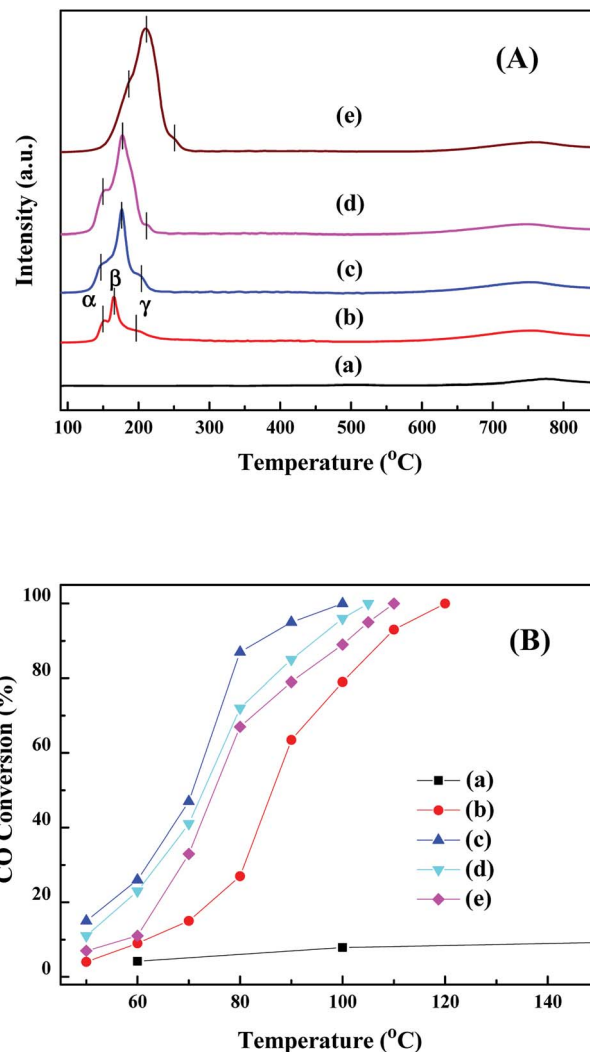 (A)
(e)
(d)
(c)
α
β
γ
(b)
(a)
Intensity (a.u.)
100 200 300 400 500 600 700 800
Temperature (°C)
100
80
60
40
20
0
(B)
(a)
(b)
(c)
(d)
(e)
CO Conversion (%)
60 80 100 120 140
Temperature (°C)